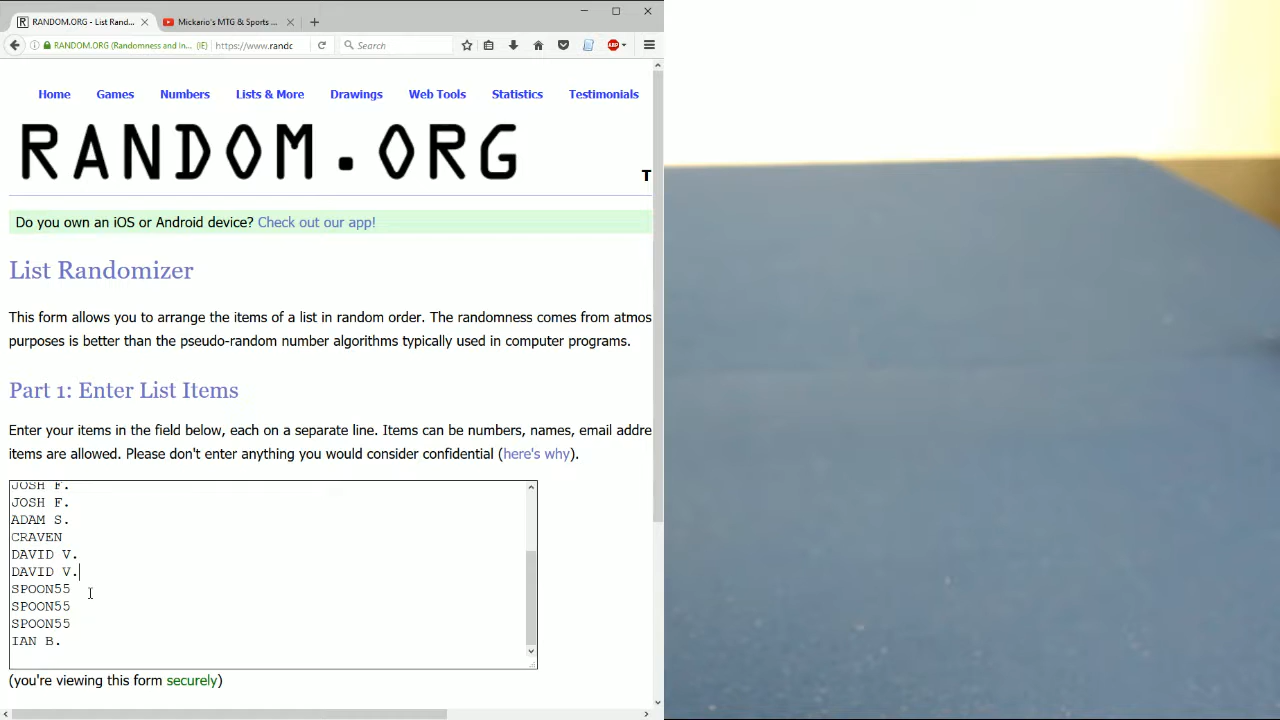 RANDOM.ORG - List Rand...
Mickario's MTG & Sports ...
RANDOM.ORG (Randomness and In... (IE)
https://www.randc
Search
Home
Games
Numbers
Lists & More
Drawings
Web Tools
Statistics
Testimonials
RANDOM.ORG
T
Do you own an iOS or Android device? Check out our app!
List Randomizer
This form allows you to arrange the items of a list in random order. The randomness comes from atmos
purposes is better than the pseudo-random number algorithms typically used in computer programs.
Part 1: Enter List Items
Enter your items in the field below, each on a separate line. Items can be numbers, names, email addre
items are allowed. Please don't enter anything you would consider confidential (here's why).
JOSH F.
JOSH F.
ADAM S.
CRAVEN
DAVID V.
DAVID V.
SPOON55
SPOON55
SPOON55
IAN B.
(you're viewing this form securely)